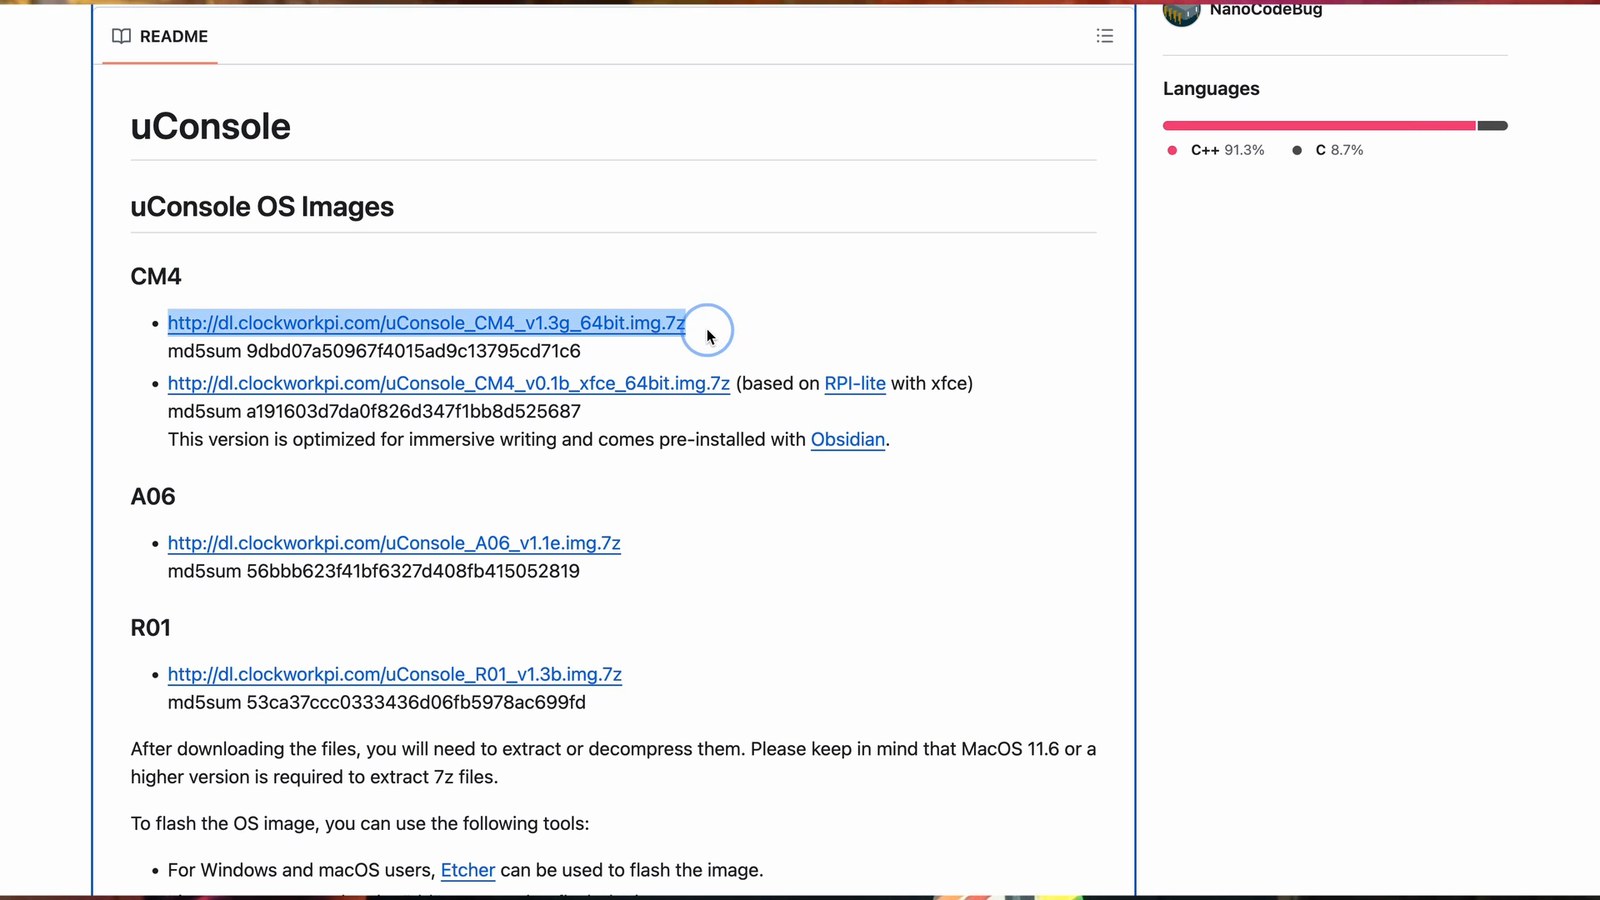 NanoCodeBug
README
Languages
C++ 91.3% C 8.7%
uConsole
uConsole OS Images
CM4
• http://dl.clockworkpi.com/uConsole_CM4_v1.3g_64bit.img.7z
md5sum 9dbd07a50967f4015ad9c13795cd71c6
• http://dl.clockworkpi.com/uConsole_CM4_v0.1b_xfce_64bit.img.7z (based on RPI-lite with xfce)
md5sum a191603d7da0f826d347f1bb8d525687
This version is optimized for immersive writing and comes pre-installed with Obsidian.
A06
• http://dl.clockworkpi.com/uConsole_A06_v1.1e.img.7z
md5sum 56bbb623f41bf6327d408fb415052819
R01
• http://dl.clockworkpi.com/uConsole_R01_v1.3b.img.7z
md5sum 53ca37ccc0333436d06fb5978ac699fd
After downloading the files, you will need to extract or decompress them. Please keep in mind that MacOS 11.6 or a
higher version is required to extract 7z files.
To flash the OS image, you can use the following tools:
• For Windows and macOS users, Etcher can be used to flash the image.